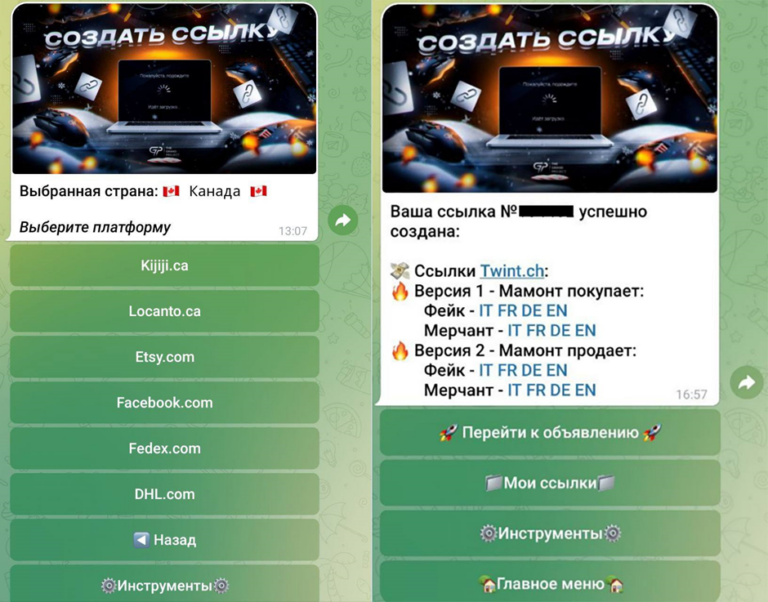 СОЗДАТЬ ССЫЛКУ
Пожалуйста, подождите
Идёт загрузка
Выбранная страна: 🇨🇦 Канада 🇨🇦
Выберите платформу
13:07
Kijiji.ca
Locanto.ca
Etsy.com
Facebook.com
Fedex.com
DHL.com
◀️ Назад
⚙️Инструменты⚙️
СОЗДАТЬ ССЫЛКУ
Пожалуйста, подождите
Идёт загрузка
Ваша ссылка № успешно
создана:
💸 Ссылки Twint.ch:
🔥 Версия 1 - Мамонт покупает:
Фейк - IT FR DE EN
Мерчант - IT FR DE EN
🔥 Версия 2 - Мамонт продает:
Фейк - IT FR DE EN
Мерчант - IT FR DE EN
16:57
🚀 Перейти к объявлению 🚀
📁Мои ссылки📁
⚙️Инструменты⚙️
🏡Главное меню🏡